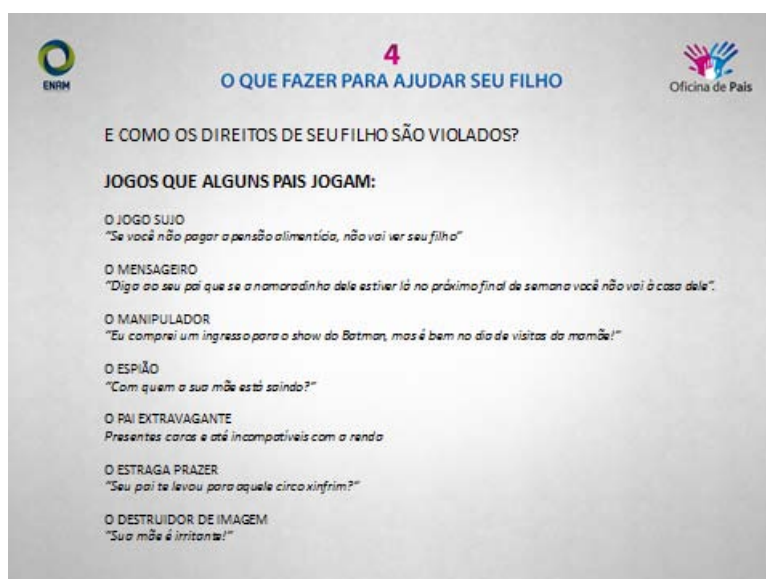 4
O QUE FAZER PARA AJUDAR SEU FILHO
ENAM
Oficina de Pais
E COMO OS DIREITOS DE SEU FILHO SÃO VIOLADOS?
JOGOS QUE ALGUNS PAIS JOGAM:
O JOGO SUJO
"Se você não pagar a pensão alimentícia, não vai ver seu filho"
O MENSAGEIRO
"Diga ao seu pai que se a namoradinha dele estiver lá no próximo final de semana você não vai à casa dele".
O MANIPULADOR
"Eu comprei um ingresso para o show do Batman, mas é bem no dia de visitas da mamãe!"
O ESPIÃO
"Com quem a sua mãe está saindo?"
O PAI EXTRAVAGANTE
Presentes caros e até incompatíveis com a renda
O ESTRAGA PRAZER
"Seu pai te levou para aquele circo xinfrim?"
O DESTRUIDOR DE IMAGEM
"Sua mãe é irritante!"